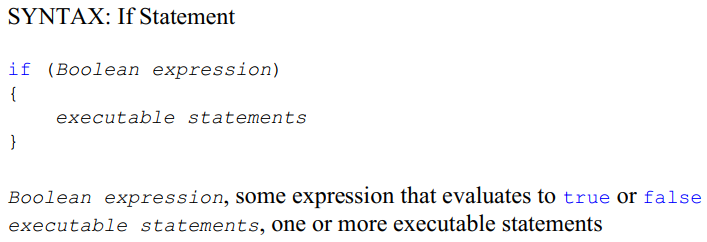 SYNTAX: If Statement
if (Boolean expression)
{
    executable statements
}
Boolean expression, some expression that evaluates to true or false
executable statements, one or more executable statements